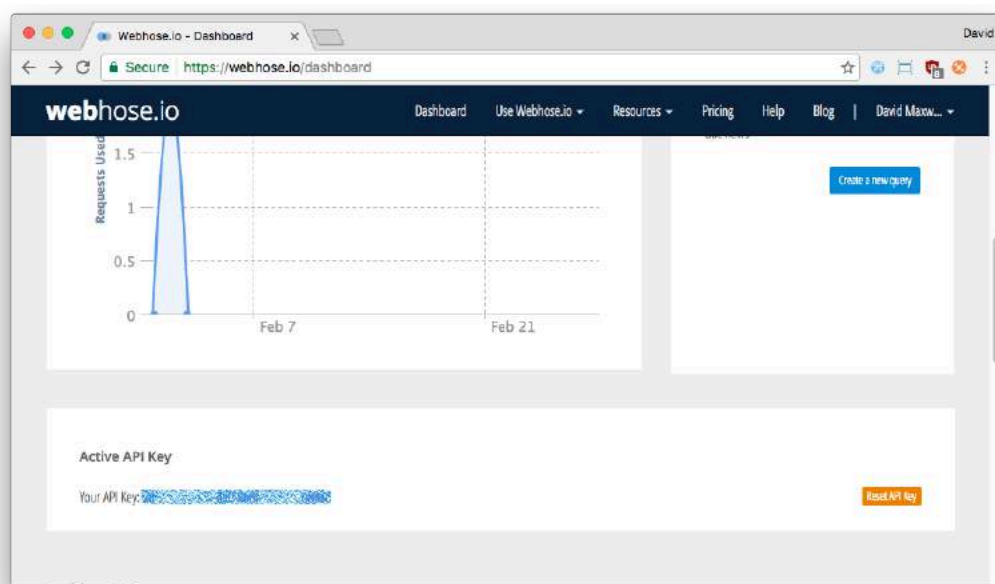 Webhose.io - Dashboard
David
Secure https://webhose.io/dashboard
webhose.io Dashboard Use Webhose.io Resources Pricing Help Blog | David Maxw...
Requests Used
1.5
1
0.5
0
Feb 7 Feb 21
Create a new query
Active API Key
Your API Key:
Reset API Key